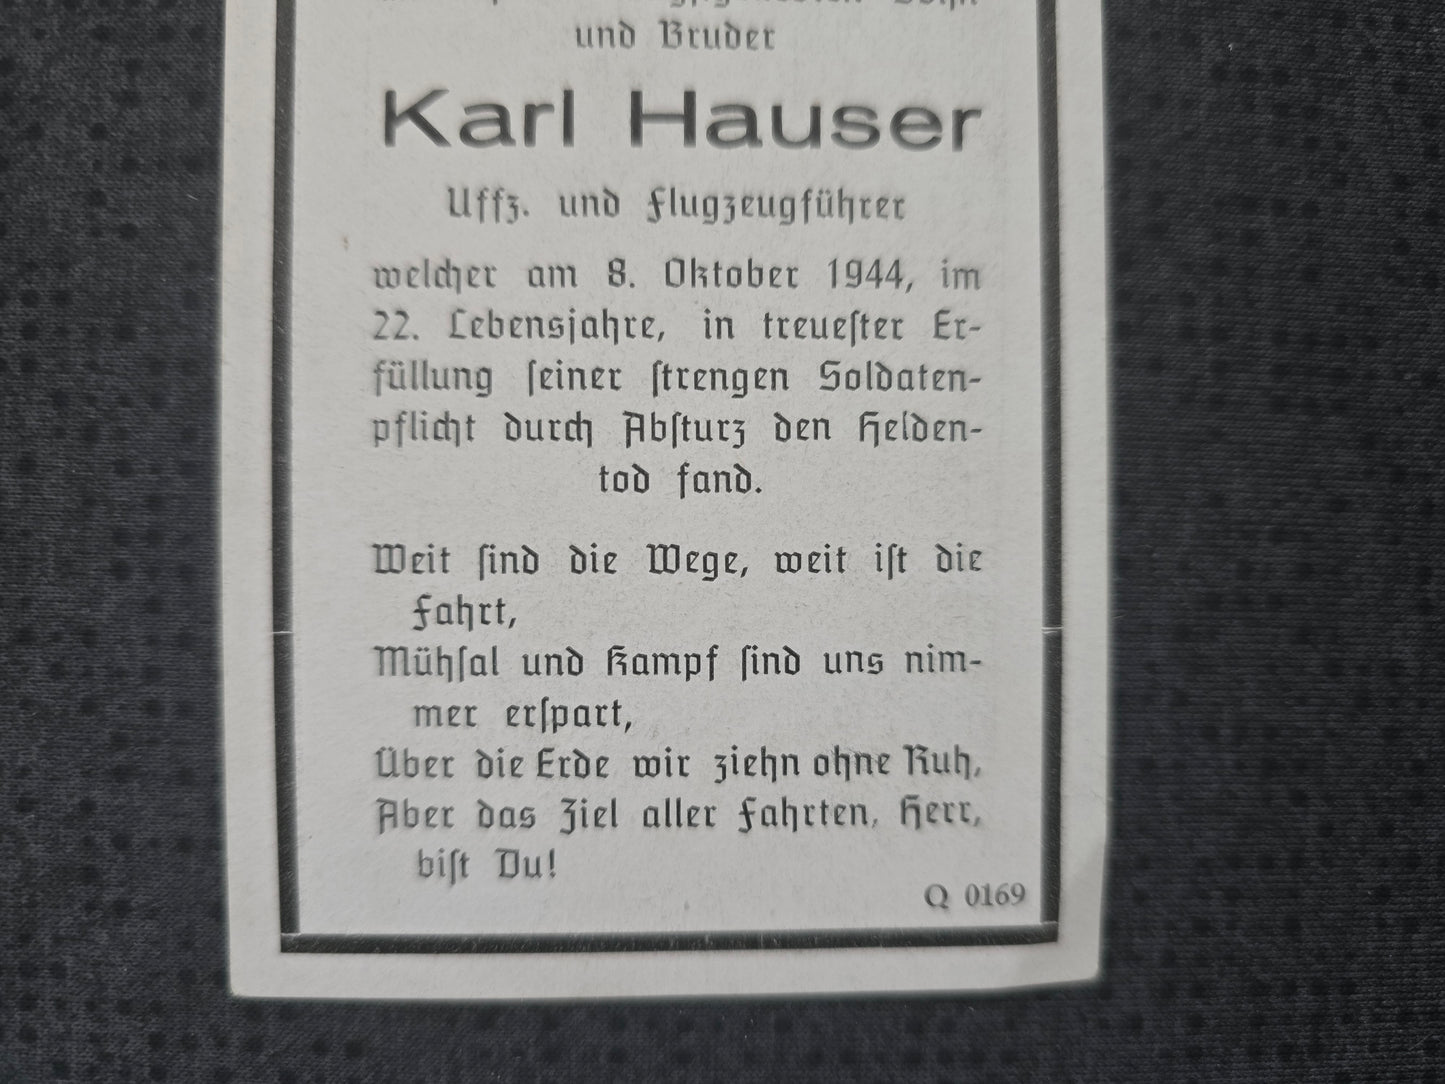 und Bruder
Karl Hauser
Uffz. und Flugzeugführer
welcher am 8. Oktober 1944, im
22. Lebensjahre, in treuester Er-
füllung seiner strengen Soldaten-
pflicht durch Absturz den Helden-
tod fand.
Weit sind die Wege, weit ist die
Fahrt,
Mühsal und Kampf sind uns nim-
mer erspart,
Über die Erde wir ziehn ohne Ruh,
Aber das Ziel aller Fahrten, Herr,
bist Du!
Q 0169